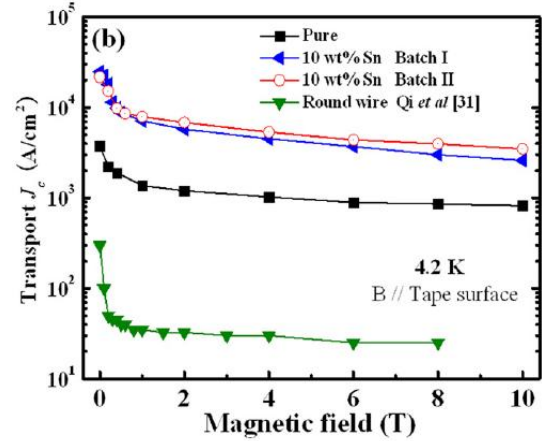 (b)
Pure
10 wt% Sn Batch I
10 wt% Sn Batch II
Round wire Qi et al [31]
10^5
10^4
10^3
10^2
10^1
Transport J_c (A/cm^2)
4.2 K
B // Tape surface
0 2 4 6 8 10
Magnetic field (T)